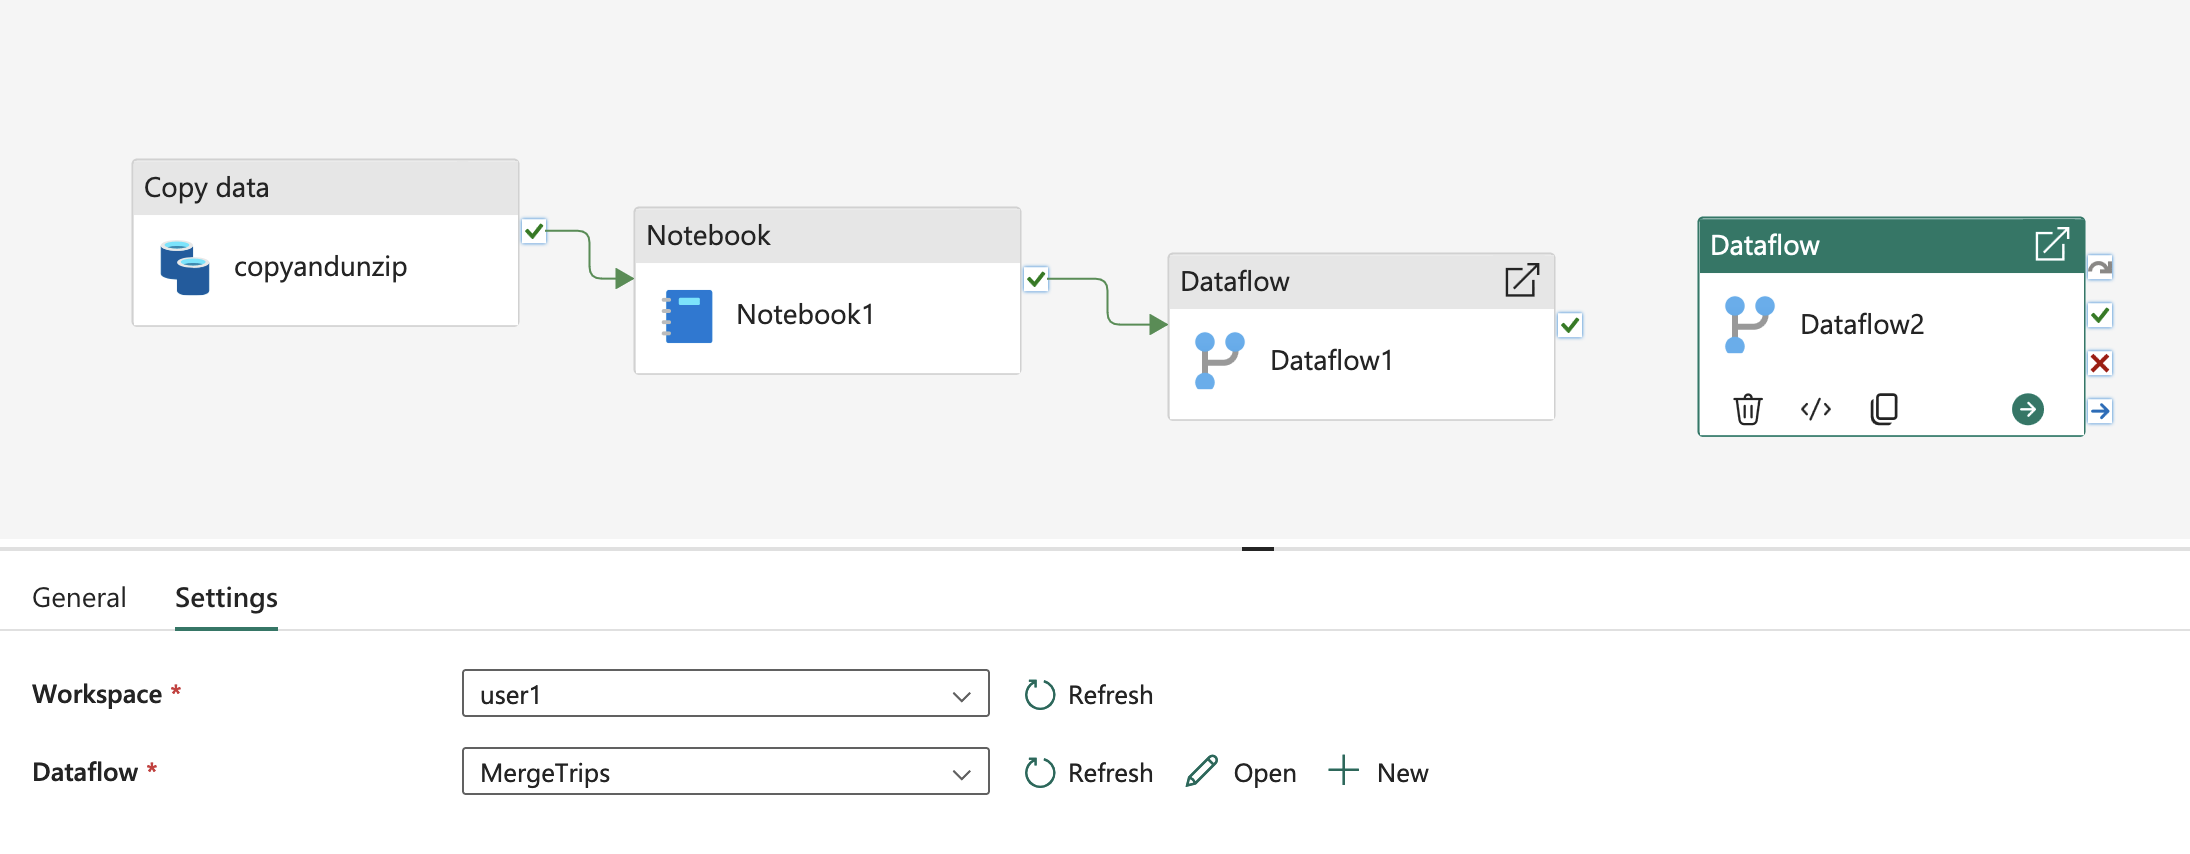 Copy data
copyandunzip
Notebook
Notebook1
Dataflow
Dataflow1
Dataflow
Dataflow2
General Settings
Workspace * user1 Refresh
Dataflow * MergeTrips Refresh Open New